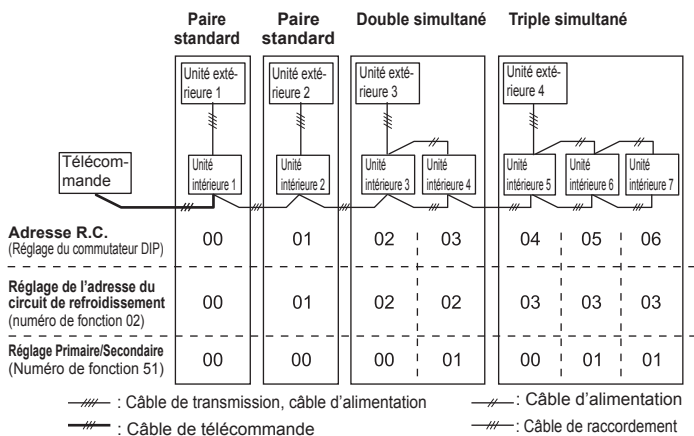 Paire
standard
Paire
standard
Double simultané
Triple simultané
Unité exté-
rieure 1
Unité exté-
rieure 2
Unité exté-
rieure 3
Unité exté-
rieure 4
Télécom-
mande
Unité
intérieure 1
Unité
intérieure 2
Unité
intérieure 3
Unité
intérieure 4
Unité
intérieure 5
Unité
intérieure 6
Unité
intérieure 7
Adresse R.C.
(Réglage du commutateur DIP)
00 01 02 03 04 05 06
Réglage de l’adresse du
circuit de refroidissement
(numéro de fonction 02)
00 01 02 02 03 03 03
Réglage Primaire/Secondaire
(Numéro de fonction 51)
00 00 00 01 00 01 01
: Câble de transmission, câble d’alimentation
: Câble d’alimentation
: Câble de télécommande
: Câble de raccordement